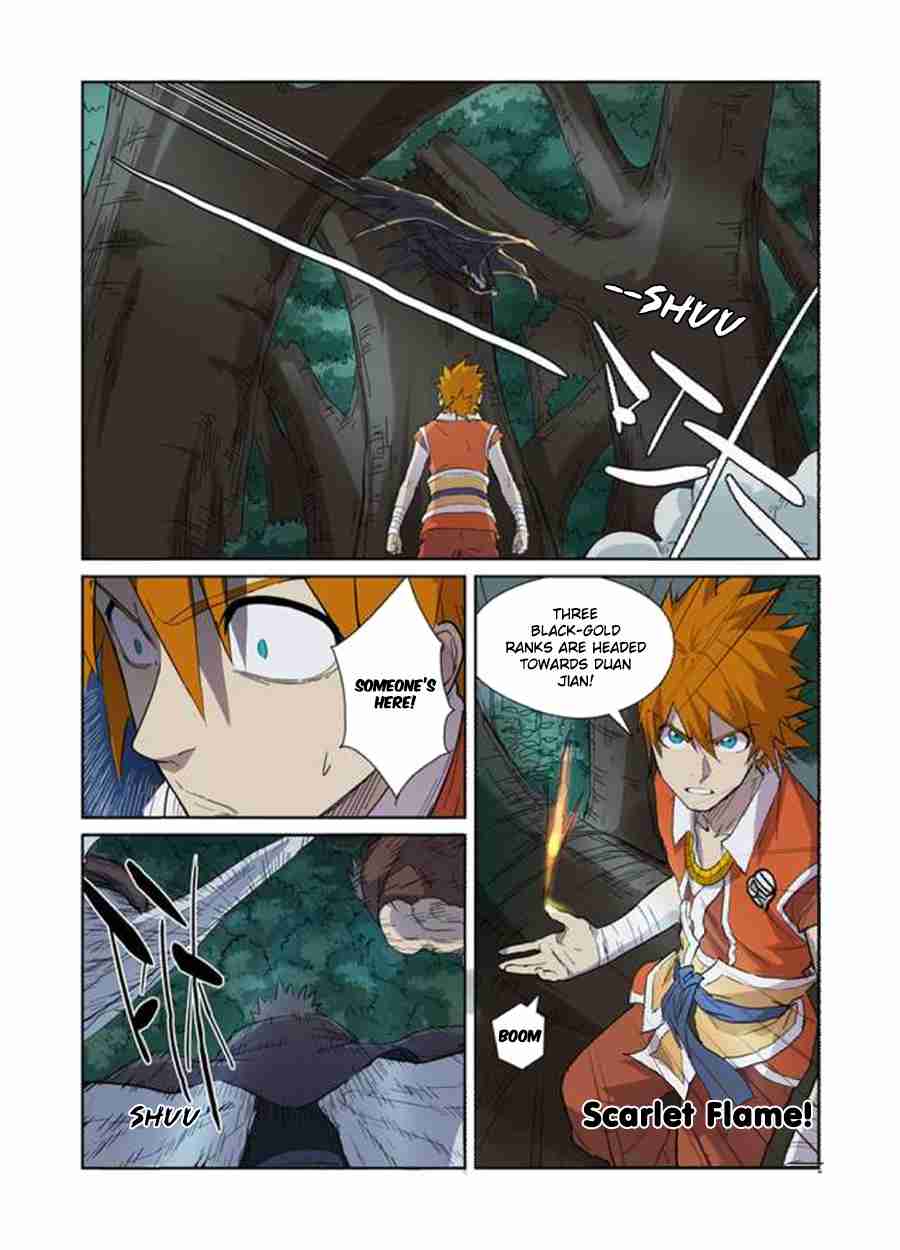 --SHUU
SOMEONE'S
HERE!
THREE
BLACK-GOLD
RANKS ARE HEADED
TOWARDS DUAN
JIAN!
SHUU
BOOM
Scarlet Flame!